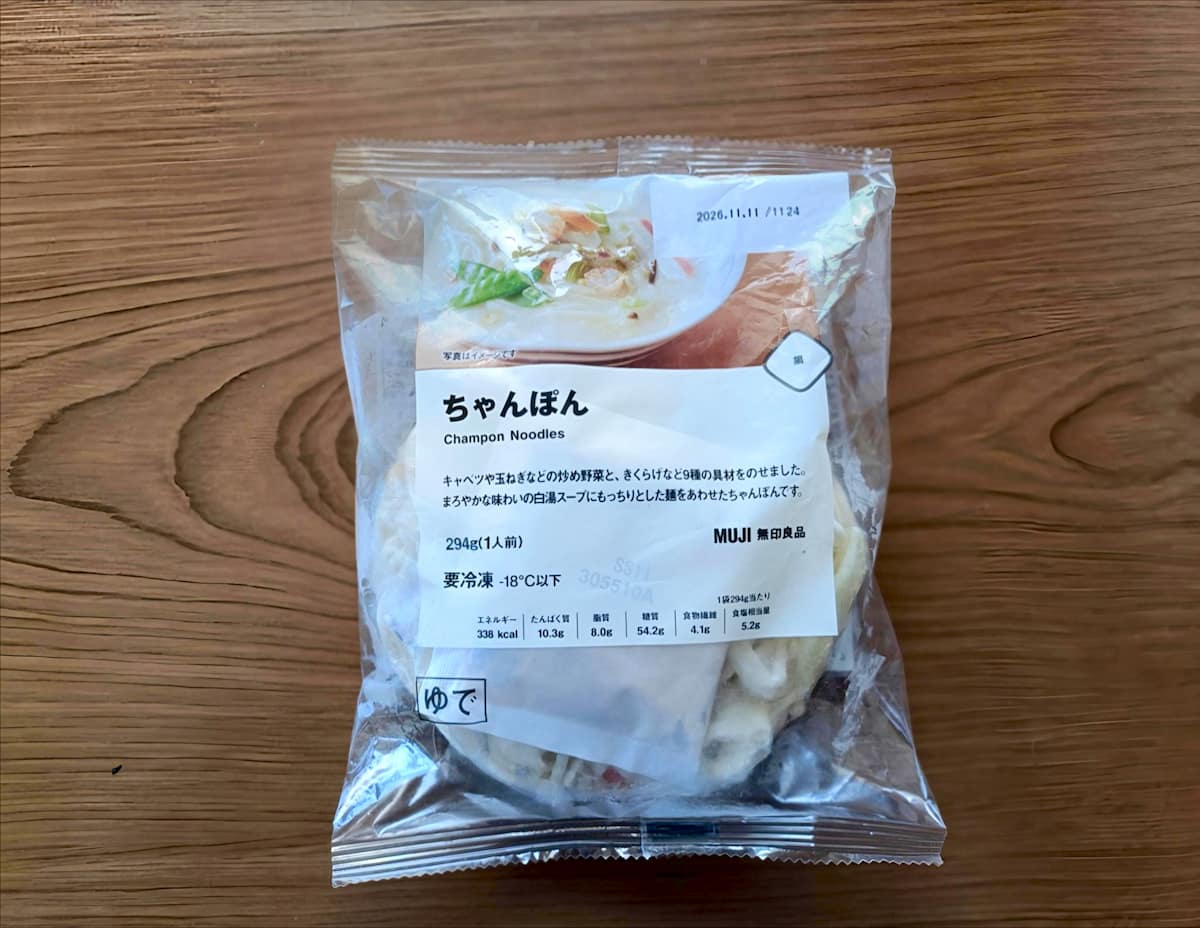 2026.11.11 /1124
写真はイメージです
鍋
ちゃんぽん
Champon Noodles
キャベツや玉ねぎなどの炒め野菜と、きくらげなど9種の具材をのせました。
まろやかな味わいの白湯スープにもっちりとした麺をあわせたちゃんぽんです。
294g(1人前)
MUJI 無印良品
要冷凍 -18°C以下
SS11
305510A
1袋294g当たり
エネルギー たんぱく質 脂質 糖質 食物繊維 食塩相当量
338 kcal 10.3g 8.0g 54.2g 4.1g 5.2g
ゆで